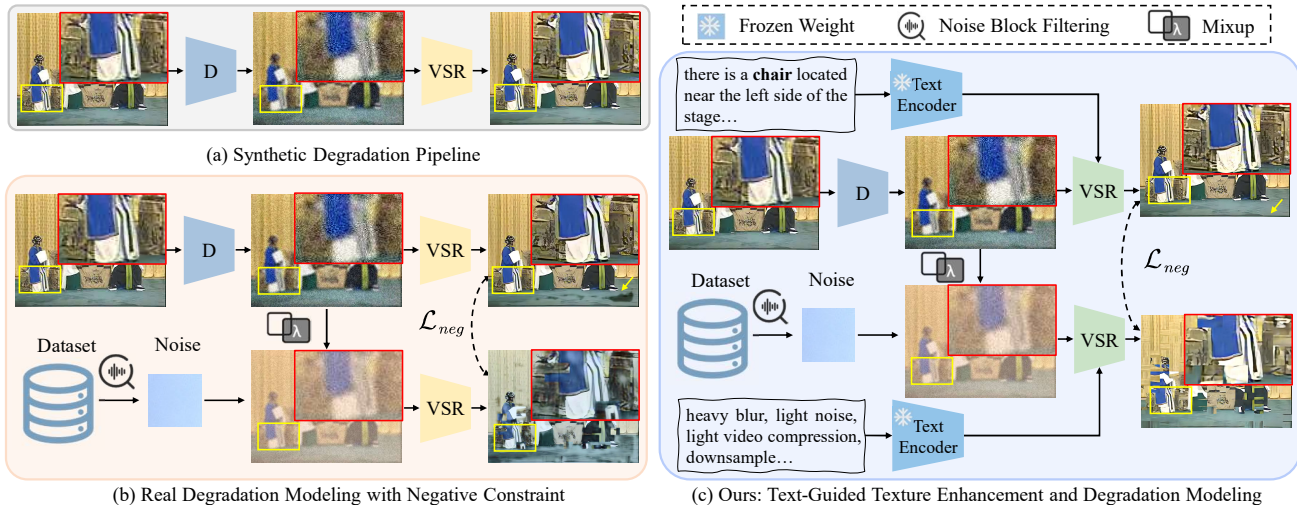 D
VSR
(a) Synthetic Degradation Pipeline
D
VSR
λ
Dataset
Noise
ℒneg
VSR
(b) Real Degradation Modeling with Negative Constraint
Frozen Weight
Noise Block Filtering
λ
Mixup
there is a chair located
near the left side of the
stage…
Text
Encoder
D
VSR
λ
Dataset
Noise
ℒneg
VSR
heavy blur, light noise,
light video compression,
downsample…
Text
Encoder
(c) Ours: Text-Guided Texture Enhancement and Degradation Modeling